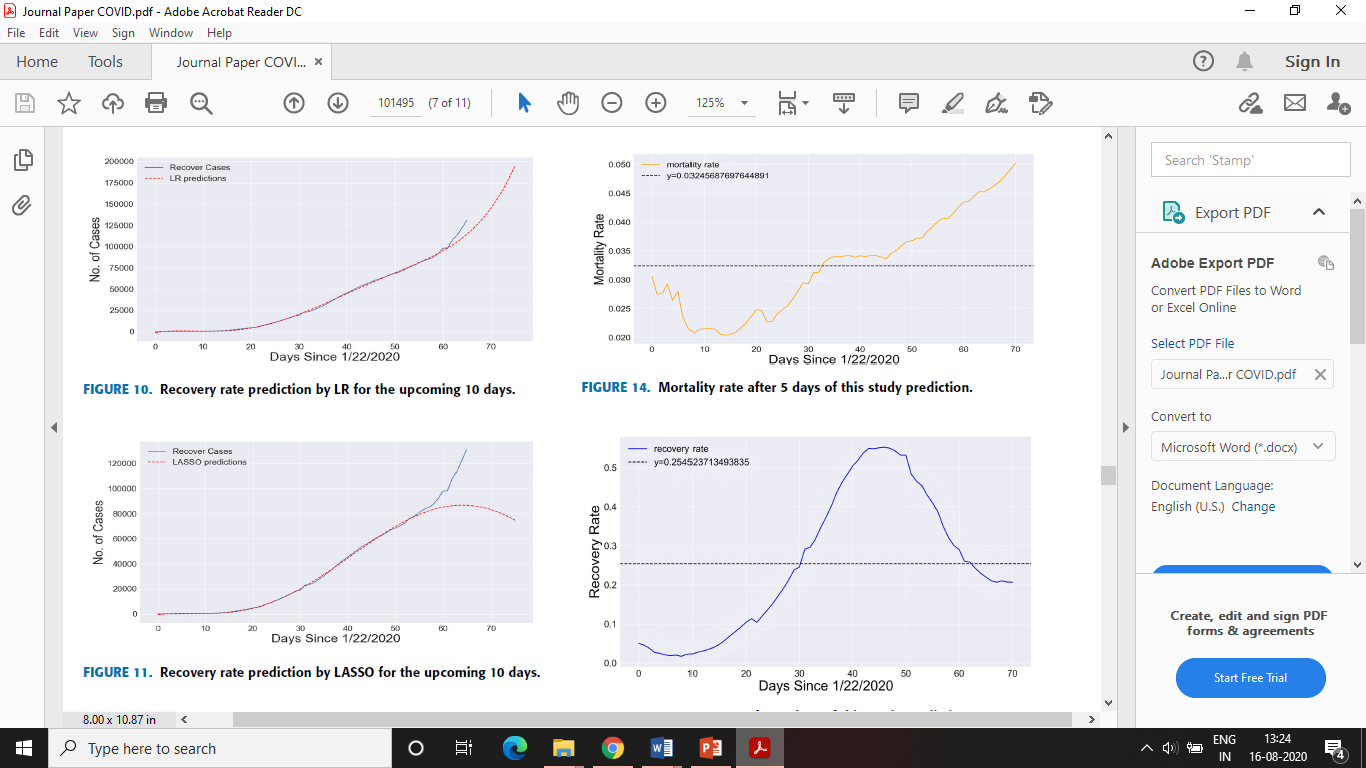 Journal Paper COVID.pdf - Adobe Acrobat Reader DC
File Edit View Sign Window Help
Home Tools Journal Paper COVI... ×
? Sign In
101495 (7 of 11) 125%
200000
175000
150000
125000
100000
75000
50000
25000
0
No. of Cases
Recover Cases
LR predictions
0 10 20 30 40 50 60 70
Days Since 1/22/2020
FIGURE 10. Recovery rate prediction by LR for the upcoming 10 days.
120000
100000
80000
60000
40000
20000
0
No. of Cases
Recover Cases
LASSO predictions
0 10 20 30 40 50 60 70
Days Since 1/22/2020
FIGURE 11. Recovery rate prediction by LASSO for the upcoming 10 days.
0.050
0.045
0.040
0.035
0.030
0.025
0.020
Mortality Rate
mortality rate
y=0.03245687697644891
0 10 20 30 40 50 60 70
Days Since 1/22/2020
FIGURE 14. Mortality rate after 5 days of this study prediction.
0.5
0.4
0.3
0.2
0.1
0.0
Recovery Rate
recovery rate
y=0.254523713493835
0 10 20 30 40 50 60 70
Days Since 1/22/2020
8.00 x 10.87 in
Search 'Stamp'
Export PDF
Adobe Export PDF
Convert PDF Files to Word
or Excel Online
Select PDF File
Journal Pa...r COVID.pdf
Convert to
Microsoft Word (*.docx)
Document Language:
English (U.S.) Change
Create, edit and sign PDF
forms & agreements
Start Free Trial
Type here to search
ENG
IN
13:24
16-08-2020
4